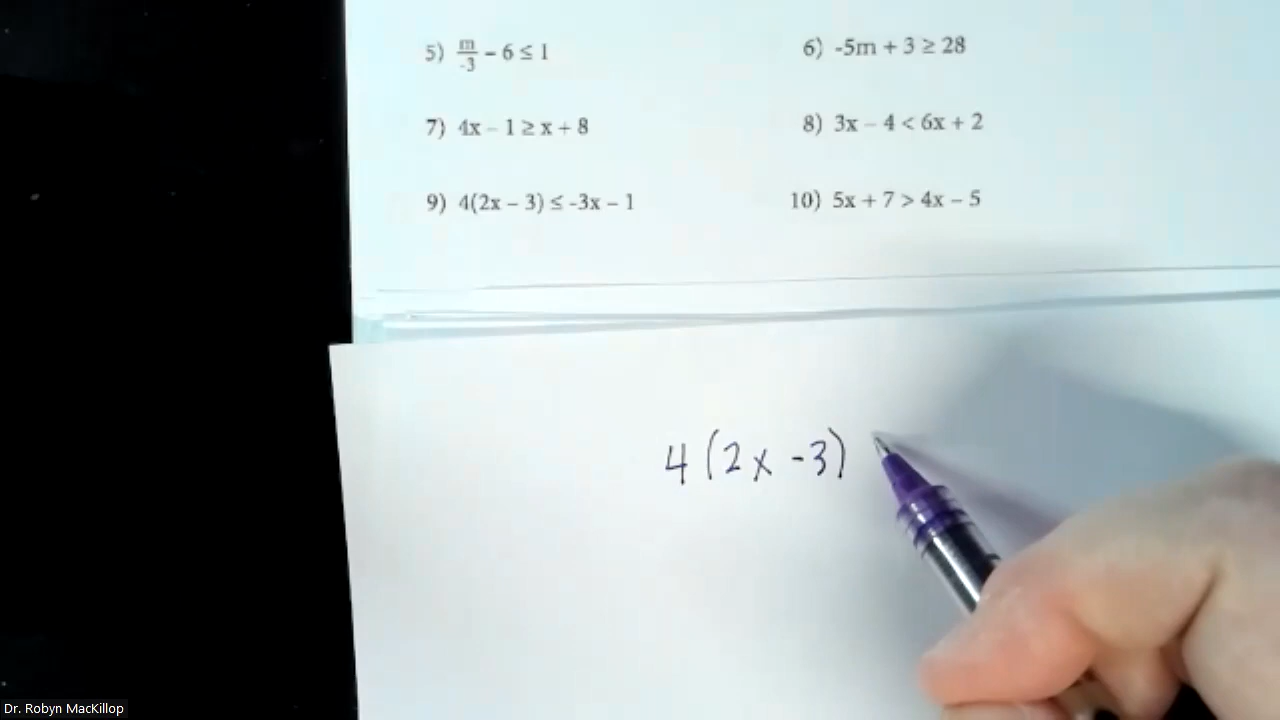 5) m/-3 – 6 ≤ 1
6) -5m + 3 ≥ 28
7) 4x – 1 ≥ x + 8
8) 3x – 4 < 6x + 2
9) 4(2x – 3) ≤ -3x – 1
10) 5x + 7 > 4x – 5
4(2x -3)
Dr. Robyn MacKillop